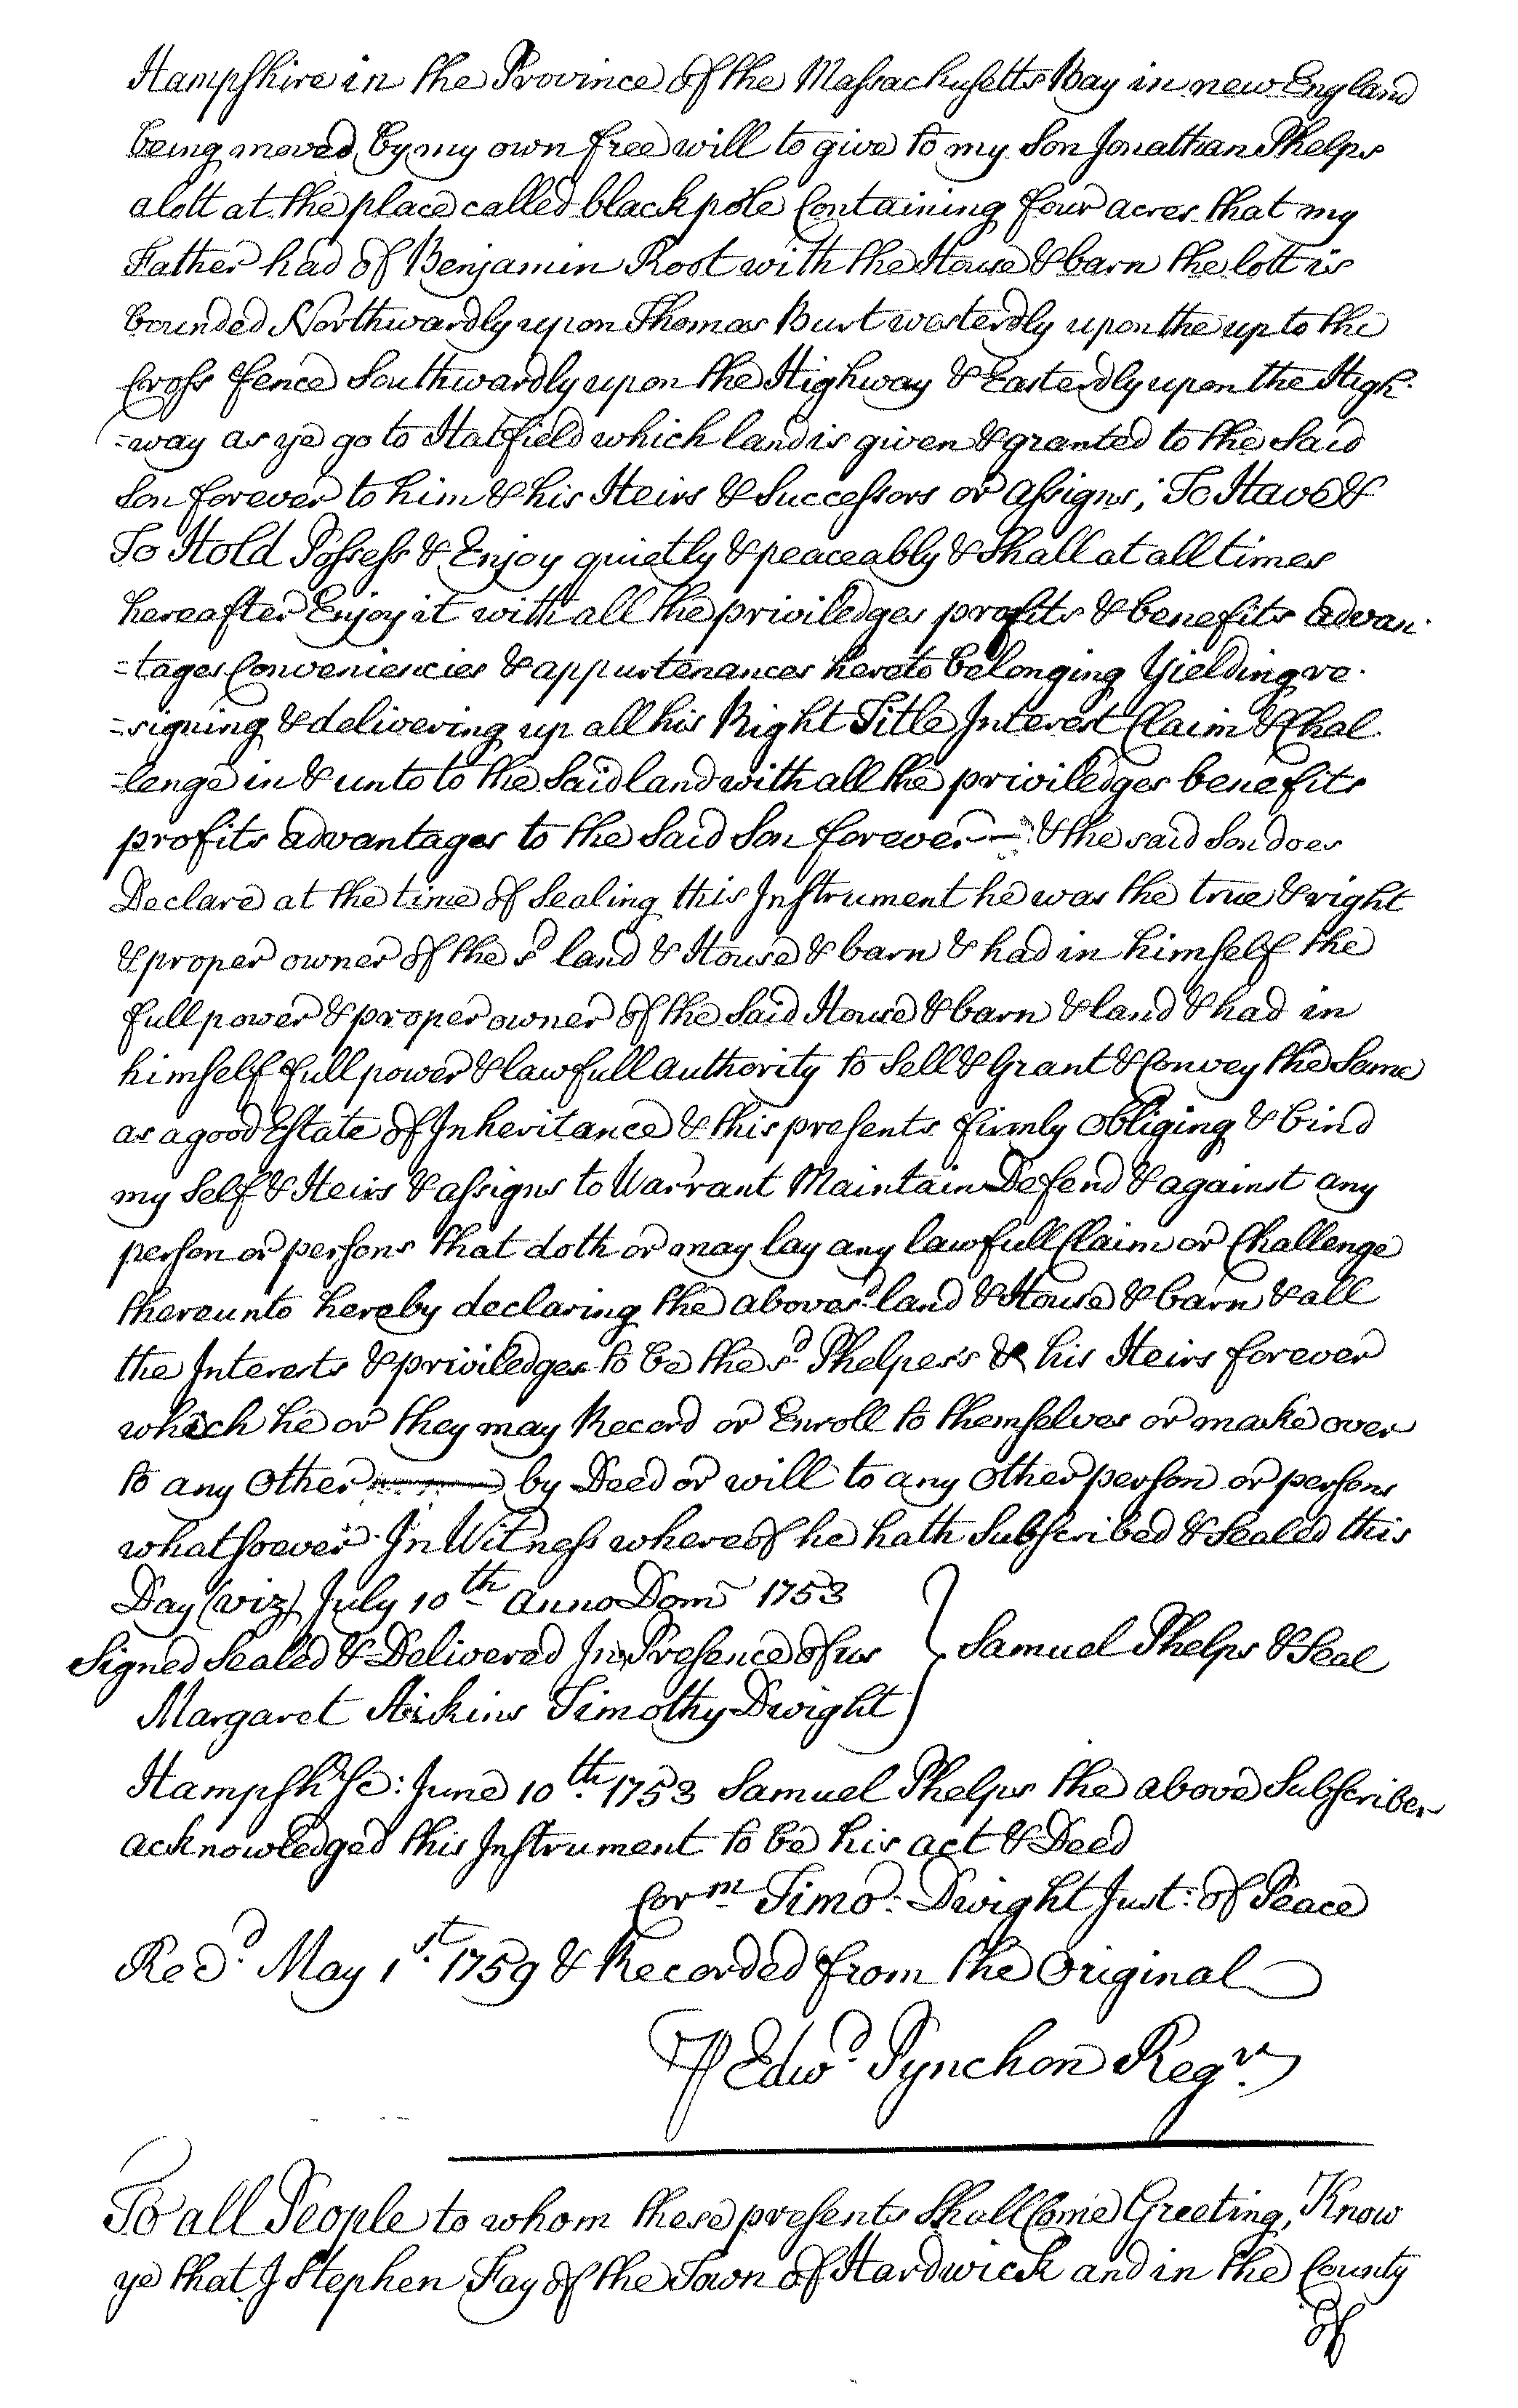 Hampshire in the Province of the Massachusetts Bay in new England
being moved by my own free will to give to my Son Jonathan Phelps
a lott at the place called black pole Containing four acres that my
Father had of Benjamin Root with the House & barn the lott is
bounded Northwardly upon Thomas Burt westerdly upon the up to the
Cross fence Southwardly upon the Highway & Easterdly upon the High-
-way as ye go to Hatfield which land is given & granted to the Said
Son forever to him & his Heirs & Successors or assigns; To Have &
To Hold Possess & Enjoy quietly & peaceably & Shall at all times
hereafter Enjoy it with all the priviledges profits & benefits advan-
-tages Conveniencies & appurtenances hereto belonging Yielding re-
-signing & delivering up all his Right Title Interest Claim & Chal-
-lenge in & unto to the Said land with all the priviledges benefits
profits advantages to the Said Son forever — & the said Son does
Declare at the time of Sealing this Instrument he was the true & right
& proper owner of the sd land & House & barn & had in himself the
full power & proper owner of the Said House & barn & land & had in
himself full power & lawfull authority to Sell & Grant & Convey the Same
as a good Estate of Inheritance & this presents firmly obliging & bind
my Self & Heirs & assigns to Warrant Maintain Defend & against any
person or persons that doth or may lay any lawfull Claim or Challenge
thereunto hereby declaring the abovesd land & House & barn & all
the Interests & priviledges to be the sd Phelps's & his Heirs forever
which he or they may Record or Enroll to themselves or make over
to any other by Deed or will to any other person or persons
whatsoever. In Witness whereof he hath Subscribed & Sealed this
Day (viz) July 10th anno Dom 1753
Signed Sealed & Delivered In Presence of us } Samuel Phelps & Seal
Margaret Aickins Timothy Dwight
Hampsh Sc: June 10th 1753 Samuel Phelps the above Subscriber
acknowledged this Instrument to be his act & Deed
Corm Timo: Dwight Just: of Peace
Recd. May 1st. 1759 & Recorded from the Original
Edwd Pynchon Regr.
To all People to whom these presents Shall Come Greeting, Know
ye that I Stephen Fay of the Town of Hardwick and in the County
of